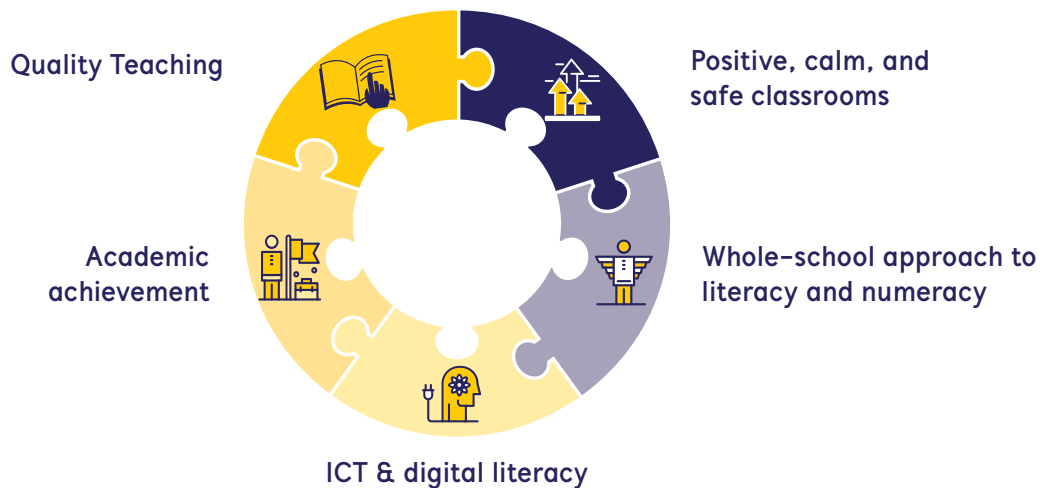 Quality Teaching
Positive, calm, and
safe classrooms
Academic
achievement
Whole-school approach to
literacy and numeracy
ICT & digital literacy